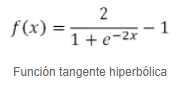 f(x) = 2 / (1 + e^{-2x}) − 1
Función tangente hiperbólica